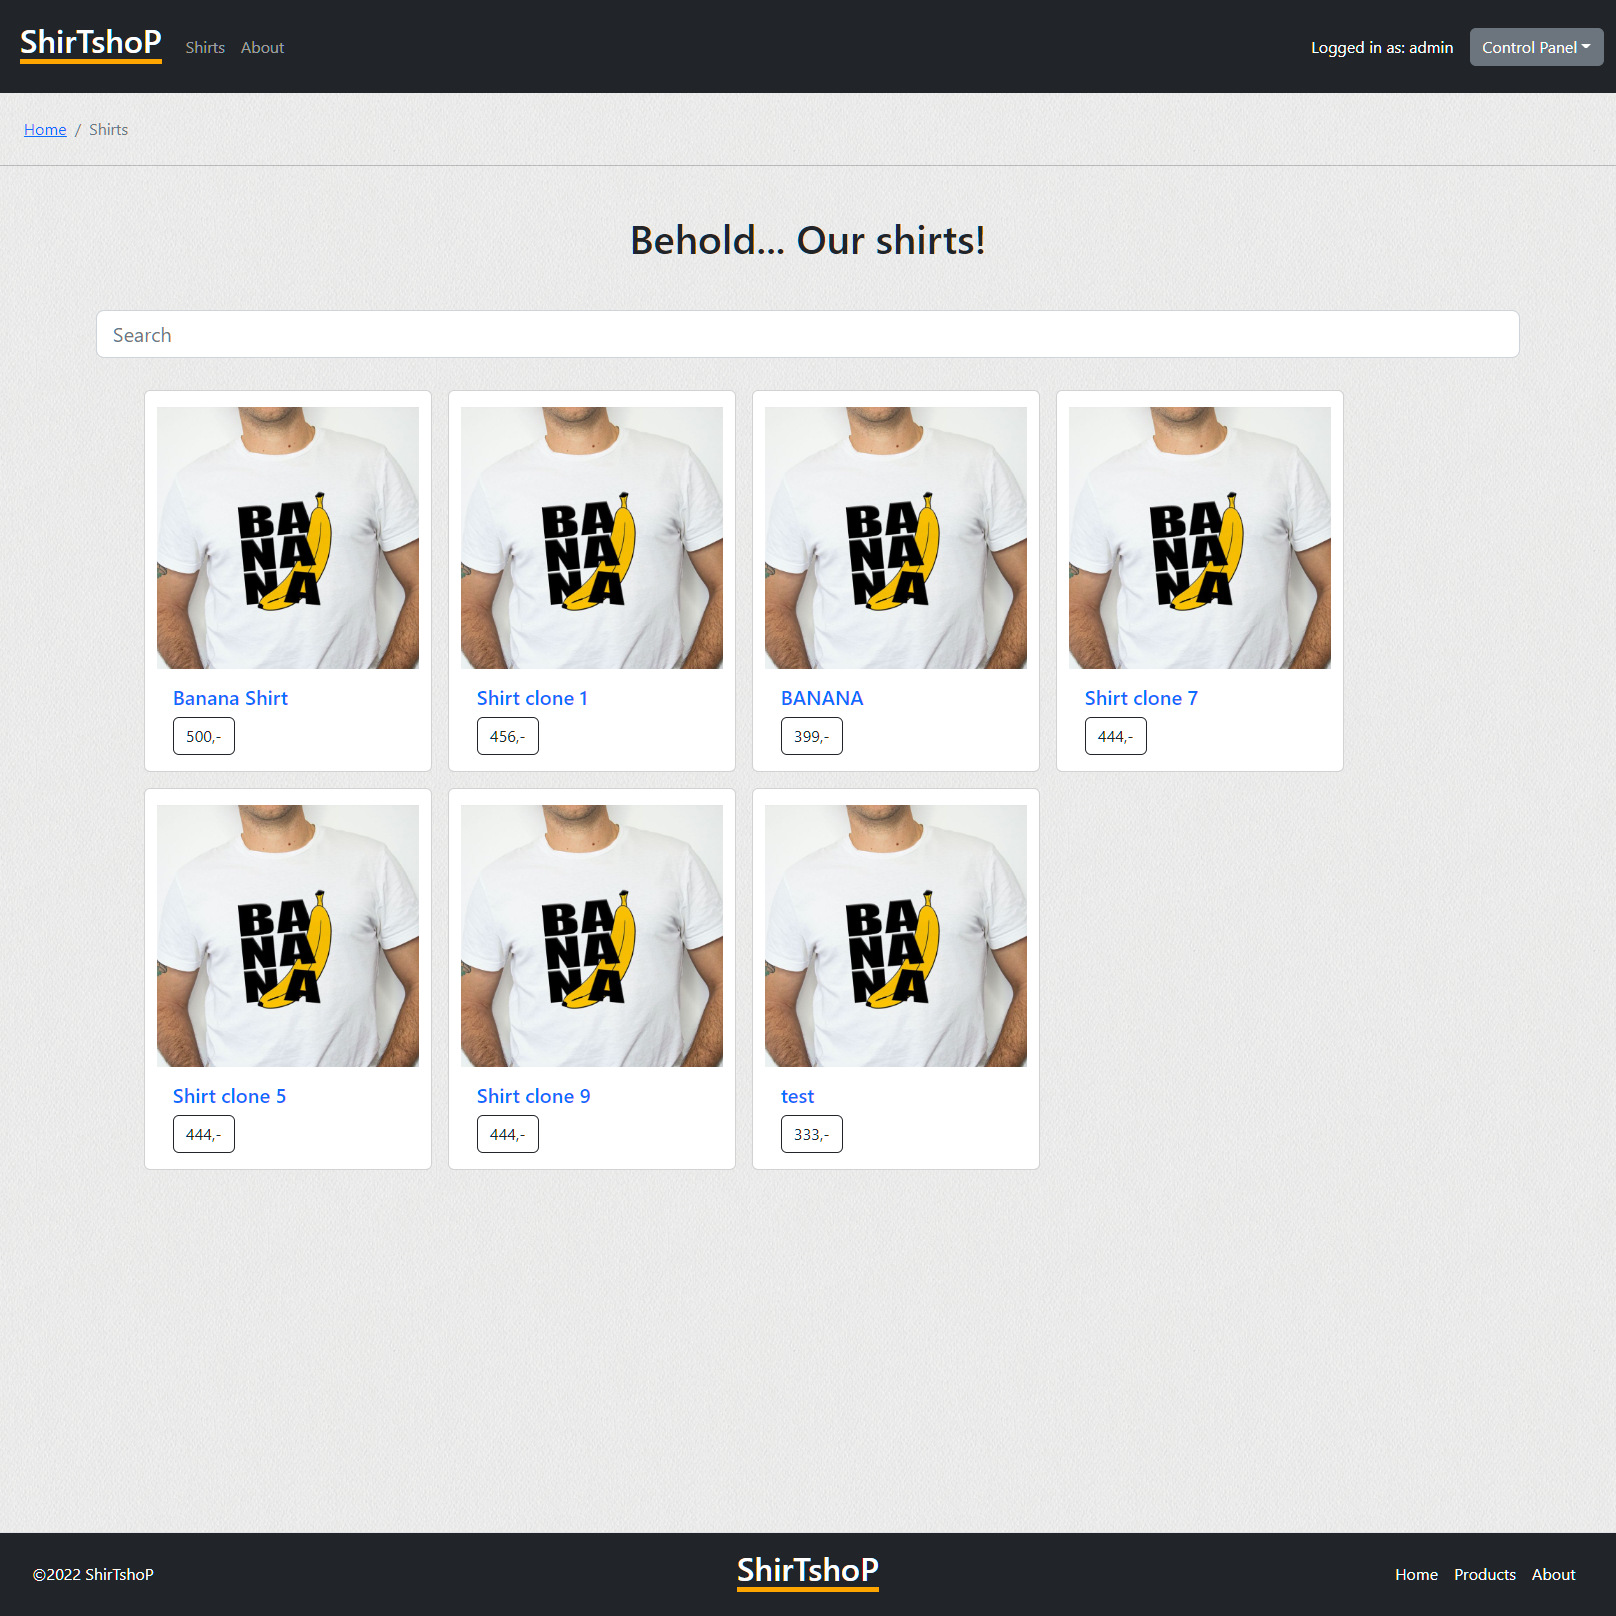 ShirTshoP Shirts About Logged in as: admin Control Panel
Home / Shirts
Behold... Our shirts!
Search
BA
NA
NA
BA
NA
NA
BA
NA
NA
BA
NA
NA
Banana Shirt Shirt clone 1 BANANA Shirt clone 7
500,- 456,- 399,- 444,-
BA
NA
NA
BA
NA
NA
BA
NA
NA
Shirt clone 5 Shirt clone 9 test
444,- 444,- 333,-
©2022 ShirTshoP ShirTshoP Home Products About